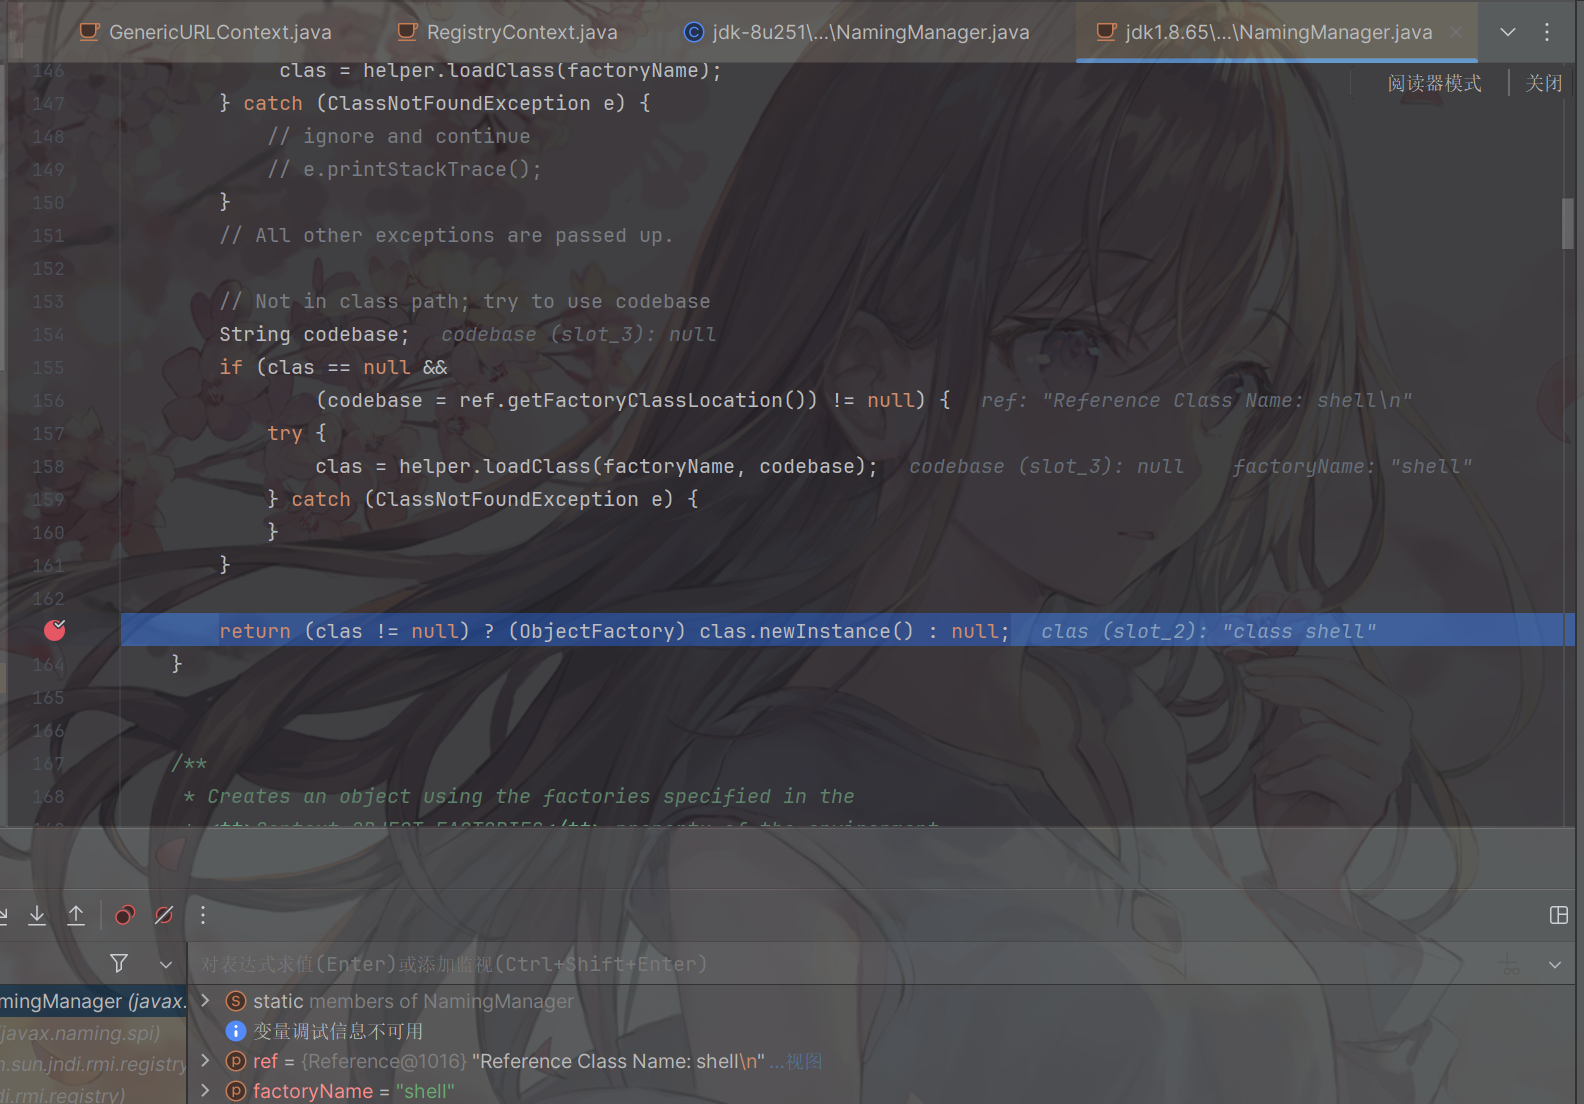 GenericURLContext.java RegistryContext.java jdk-8u251\...\NamingManager.java jdk1.8.65\...\NamingManager.java
阅读器模式 关闭
146 clas = helper.loadClass(factoryName);
147 } catch (ClassNotFoundException e) {
148 // ignore and continue
149 // e.printStackTrace();
150 }
151 // All other exceptions are passed up.
152
153 // Not in class path; try to use codebase
154 String codebase; codebase (slot_3): null
155 if (clas == null &&
156 (codebase = ref.getFactoryClassLocation()) != null) { ref: "Reference Class Name: shell\n"
157 try {
158 clas = helper.loadClass(factoryName, codebase); codebase (slot_3): null factoryName: "shell"
159 } catch (ClassNotFoundException e) {
160 }
161 }
162
return (clas != null) ? (ObjectFactory) clas.newInstance() : null; clas (slot_2): "class shell"
164 }
165
166
167 /**
168 * Creates an object using the factories specified in the
对表达式求值(Enter)或添加监视(Ctrl+Shift+Enter)
mingManager (javax. static members of NamingManager
(javax.naming.spi) 变量调试信息不可用
m.sun.jndi.rmi.registry ref = {Reference@1016} "Reference Class Name: shell\n" ...视图
di.rmi.registry) factoryName = "shell"